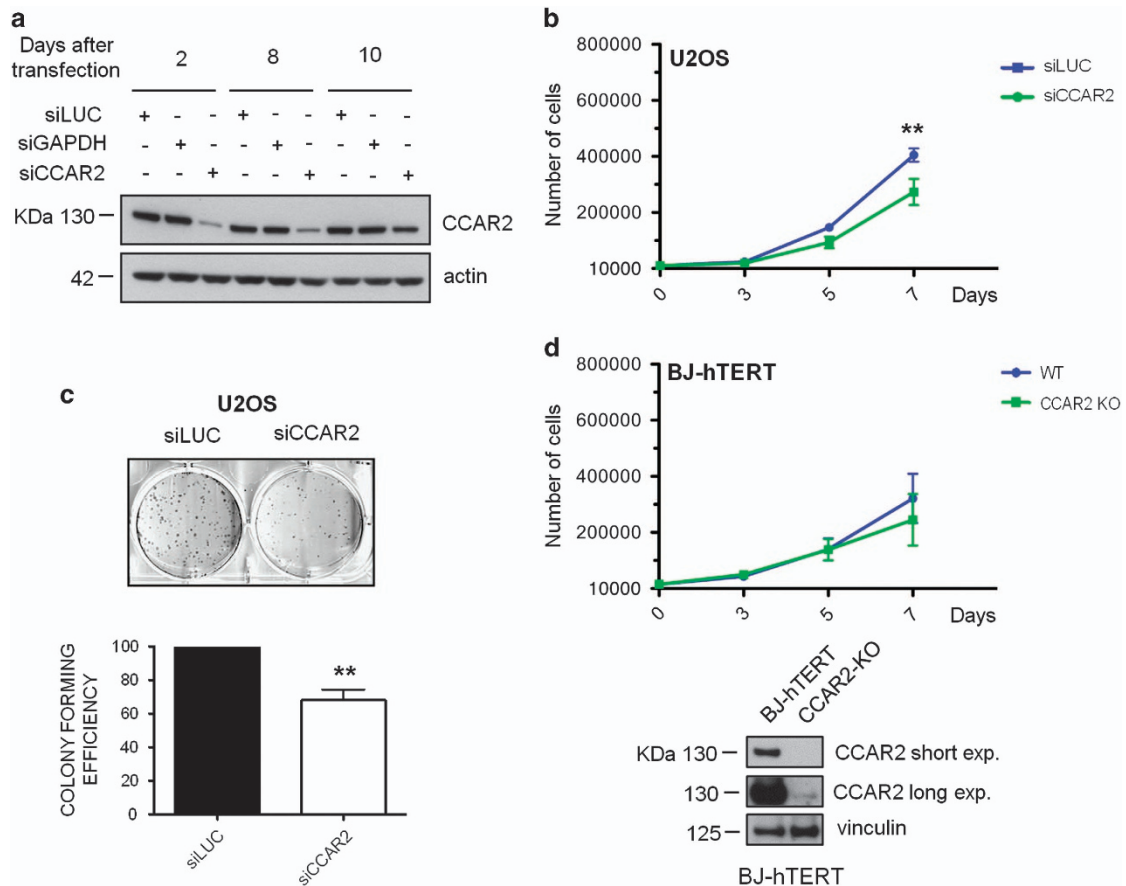 a
Days after
transfection
2 8 10
siLUC + - - + - - + - -
siGAPDH - + - - + - - + -
siCCAR2 - - + - - + - - +
KDa 130
CCAR2
42
actin
b
U2OS
siLUC
siCCAR2
Number of cells
800000
600000
400000
200000
10000
**
0 3 5 7 Days
c
U2OS
siLUC siCCAR2
COLONY FORMING
EFFICIENCY
100
80
60
40
20
0
**
siLUC siCCAR2
d
BJ-hTERT
WT
CCAR2 KO
Number of cells
800000
600000
400000
200000
10000
0 3 5 7 Days
BJ-hTERT CCAR2-KO
KDa 130 CCAR2 short exp.
130 CCAR2 long exp.
125 vinculin
BJ-hTERT